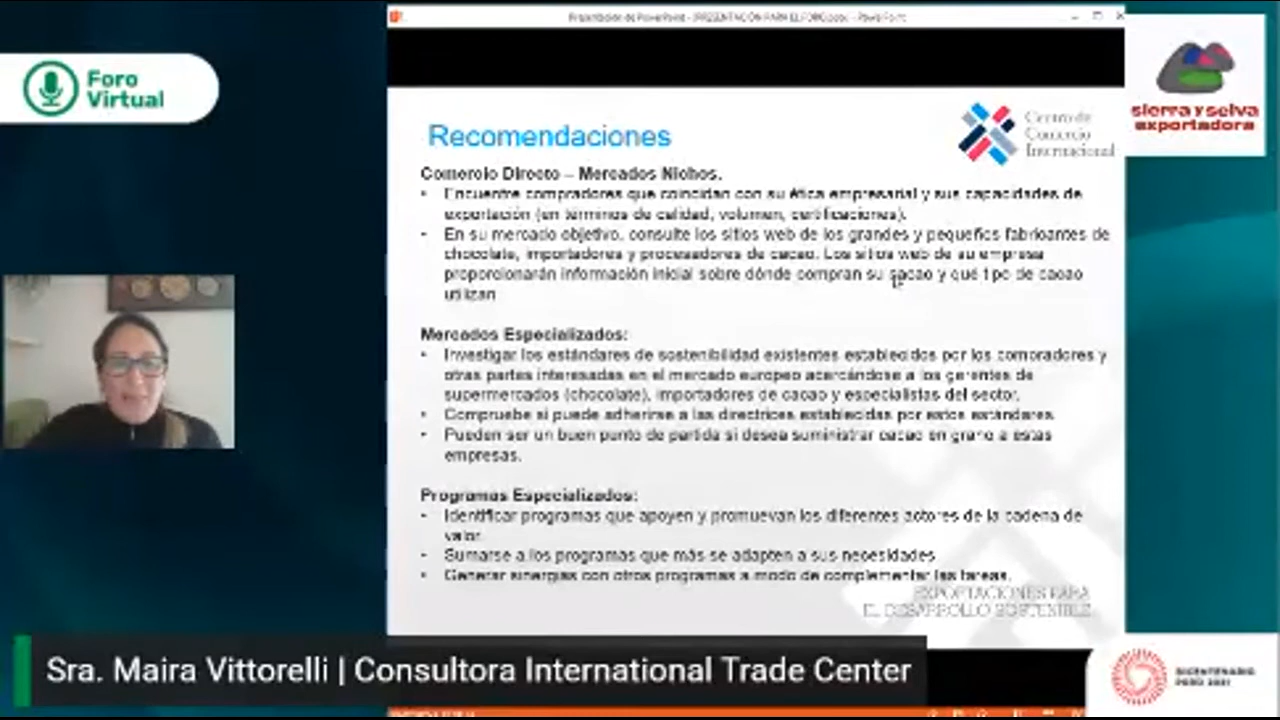 Presentación de PowerPoint - [PRESENTACIÓN PARA EL FORO.pptx - PowerPoint
Foro
Virtual
sierra y selva
exportadora
Recomendaciones
Centro de
Comercio
Internacional
Comercio Directo – Mercados Nichos.
• Encuentre compradores que coincidan con su ética empresarial y sus capacidades de
exportación (en términos de calidad, volumen, certificaciones).
• En su mercado objetivo, consulte los sitios web de los grandes y pequeños fabricantes de
chocolate, importadores y procesadores de cacao. Los sitios web de su empresa
proporcionarán información inicial sobre dónde compran su cacao y qué tipo de cacao
utilizan
Mercados Especializados:
• Investigar los estándares de sostenibilidad existentes establecidos por los compradores y
otras partes interesadas en el mercado europeo acercándose a los gerentes de
supermercados (chocolate), importadores de cacao y especialistas del sector.
• Compruebe si puede adherirse a las directrices establecidas por estos estándares
• Pueden ser un buen punto de partida si desea suministrar cacao en grano a estas
empresas.
Programas Especializados:
• Identificar programas que apoyen y promuevan los diferentes actores de la cadena de
valor.
• Sumarse a los programas que más se adapten a sus necesidades
• Generar sinergias con otros programas a modo de complementar las tareas.
EXPORTACIONES PARA
EL DESARROLLO SOSTENIBLE
Sra. Maira Vittorelli | Consultora International Trade Center
BICENTENARIO
PERÚ 2021